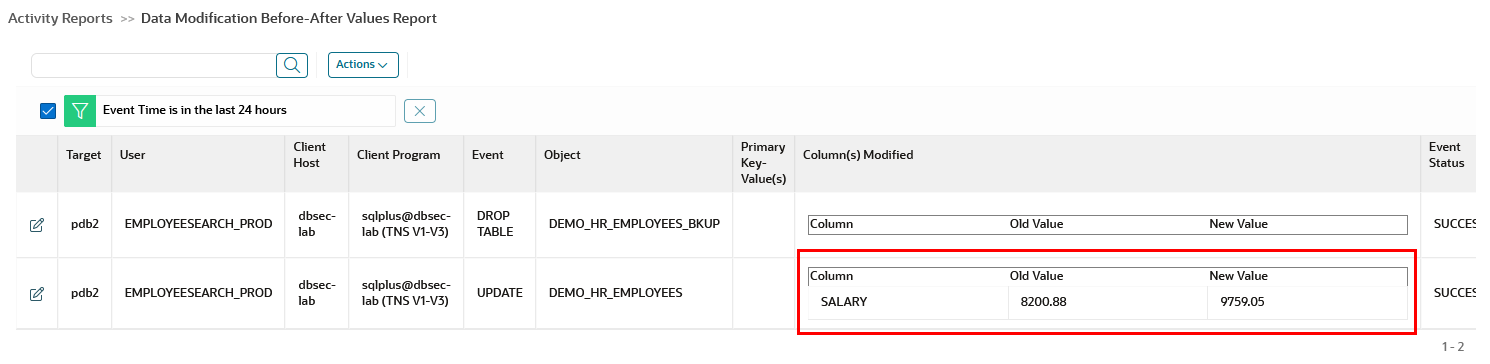 Activity Reports >> Data Modification Before-After Values Report
Actions
Event Time is in the last 24 hours
Target User Client Host Client Program Event Object Primary Key-Value(s) Column(s) Modified Event Status
pdb2 EMPLOYEESEARCH_PROD dbsec-lab sqlplus@dbsec-lab (TNS V1-V3) DROP TABLE DEMO_HR_EMPLOYEES_BKUP Column Old Value New Value SUCCES
Column Old Value New Value
pdb2 EMPLOYEESEARCH_PROD dbsec-lab sqlplus@dbsec-lab (TNS V1-V3) UPDATE DEMO_HR_EMPLOYEES SALARY 8200.88 9759.05 SUCCES
1 - 2